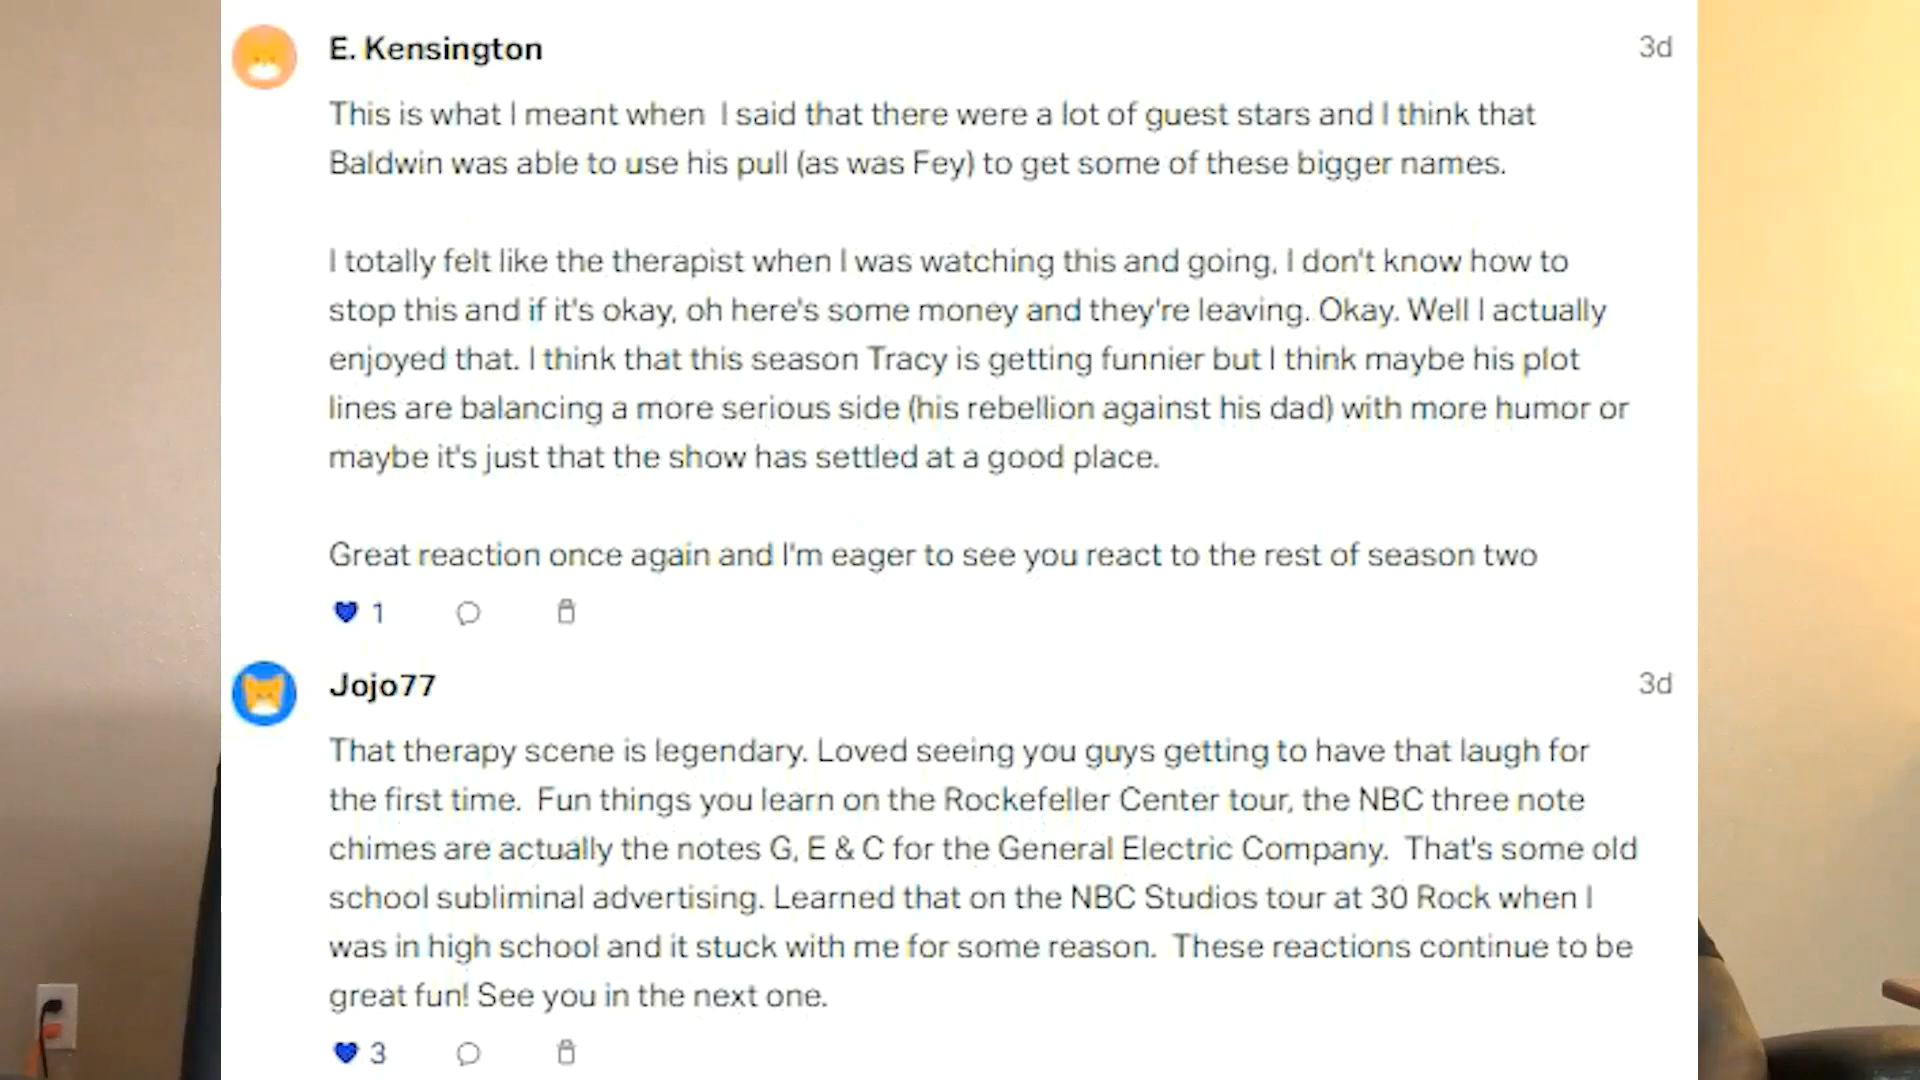 E. Kensington
3d
This is what I meant when I said that there were a lot of guest stars and I think that
Baldwin was able to use his pull (as was Fey) to get some of these bigger names.
I totally felt like the therapist when I was watching this and going, I don't know how to
stop this and if it's okay, oh here's some money and they're leaving. Okay. Well I actually
enjoyed that. I think that this season Tracy is getting funnier but I think maybe his plot
lines are balancing a more serious side (his rebellion against his dad) with more humor or
maybe it's just that the show has settled at a good place.
Great reaction once again and I'm eager to see you react to the rest of season two
1
Jojo77
3d
That therapy scene is legendary. Loved seeing you guys getting to have that laugh for
the first time. Fun things you learn on the Rockefeller Center tour, the NBC three note
chimes are actually the notes G, E & C for the General Electric Company. That's some old
school subliminal advertising. Learned that on the NBC Studios tour at 30 Rock when I
was in high school and it stuck with me for some reason. These reactions continue to be
great fun! See you in the next one.
3